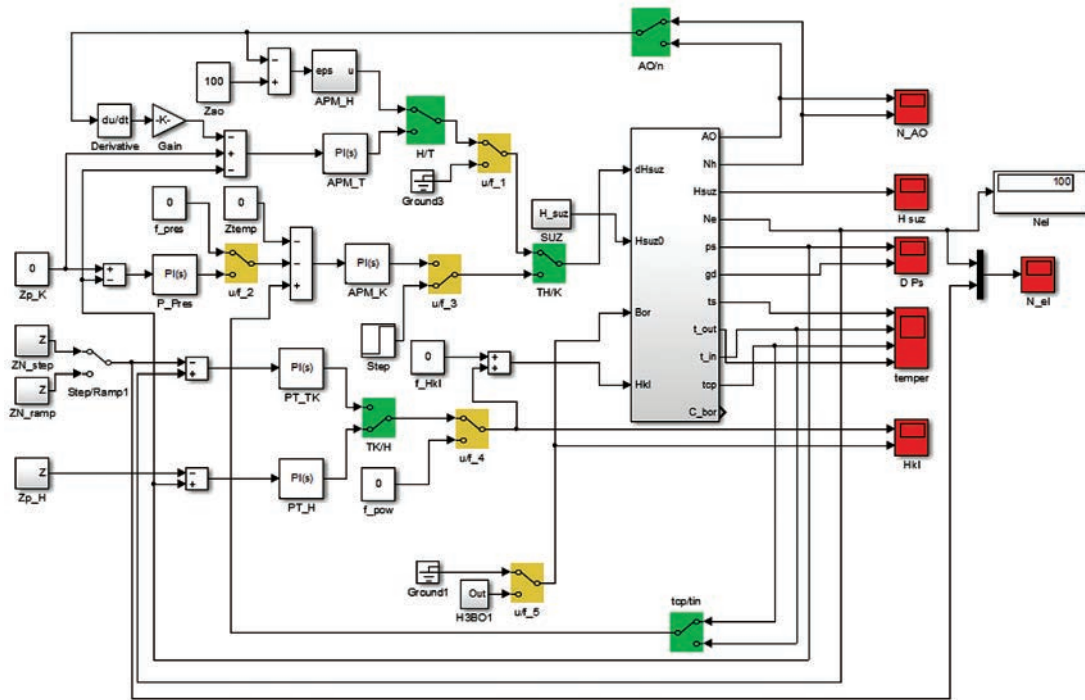 AO/n
100
Zao
eps u
APM_H
du/dt
Derivative
-K-
Gain
H/T
PI(s)
APM_T
Ground3
u/f_1
AO
Nh
Hsuz
Ne
ps
gd
ts
t_out
t_in
tcp
C_bor
dHsuz
Hsuz0
Bor
Hkl
N_AO
H suz
100
Nel
D Ps
N_el
temper
Hkl
0
f_pres
0
Ztemp
H_suz
SUZ
TH/K
0
Zp_K
PI(s)
P_Pres
u/f_2
PI(s)
APM_K
u/f_3
Step
0
f_Hkl
Z
ZN_step
Z
ZN_ramp
Step/Ramp1
PI(s)
PT_TK
TK/H
u/f_4
Z
Zp_H
PI(s)
PT_H
0
f_pow
Ground1
Out
H3BO1
u/f_5
tcp/tin